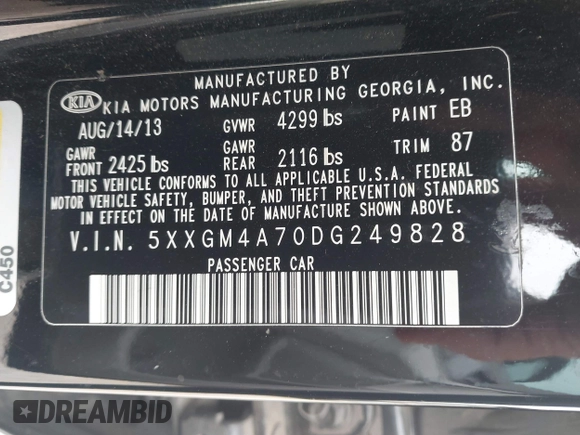 MANUFACTURED BY
KIA KIA MOTORS MANUFACTURING GEORGIA, INC.
AUG/14/13 GVWR 4299 lbs PAINT EB
GAWR FRONT 2425 lbs GAWR REAR 2116 lbs TRIM 87
THIS VEHICLE CONFORMS TO ALL APPLICABLE U.S.A. FEDERAL
MOTOR VEHICLE SAFETY, BUMPER, AND THEFT PREVENTION STANDARDS
IN EFFECT ON THE DATE OF MANUFACTURE SHOWN ABOVE.
V.I.N. 5XXGM4A70DG249828
PASSENGER CAR
C450
DREAMBID